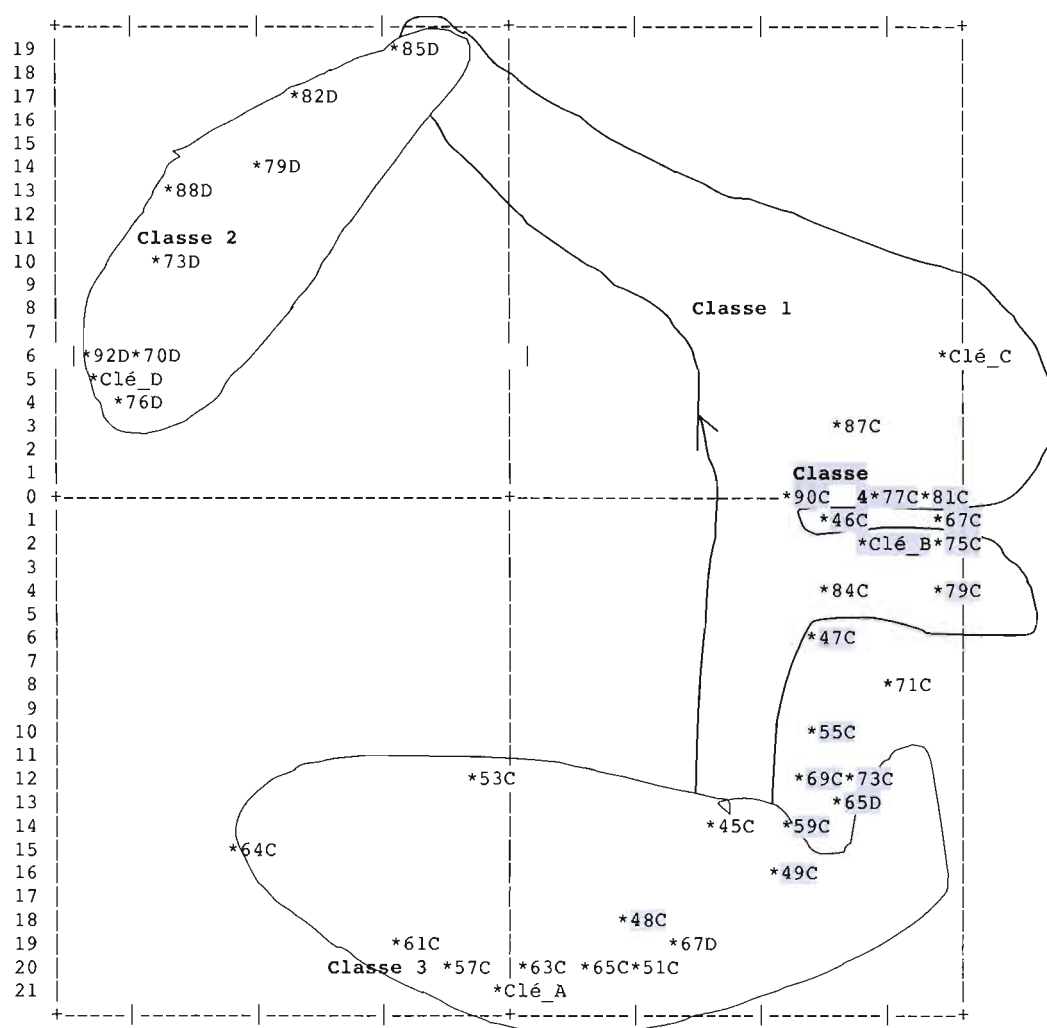 19 *85D
18
17 *82D
16
15
14 *79D
13 *88D
12
11 Classe 2
10 *73D
9
8 Classe 1
7
6 *92D*70D *Clé_C
5 *Clé_D
4 *76D
3 *87C
2
1 Classe
0 *90C__4*77C *81C
1 *46C *67C
2 *Clé_B*75C
3
4 *84C *79C
5
6 *47C
7
8 *71C
9
10 *55C
11
12 *53C *69C*73C
13 *65D
14 *45C *59C
15 *64C
16 *49C
17
18 *48C
19 *61C *67D
20 Classe 3 *57C *63C *65C*51C
21 *Clé_A